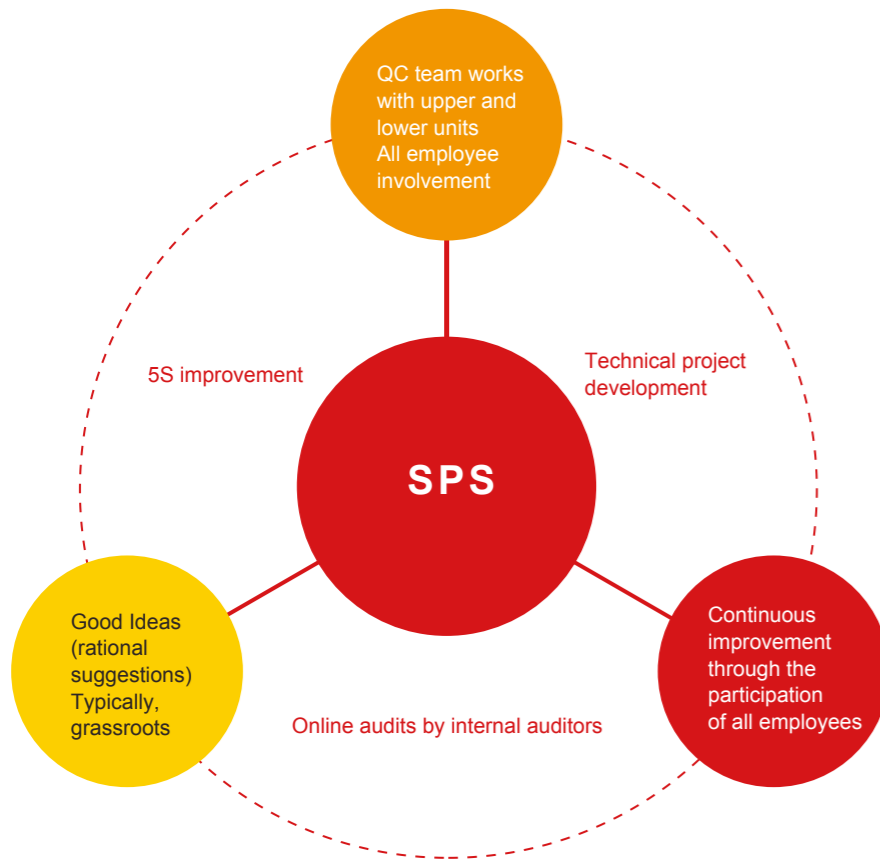 QC team works
with upper and
lower units
All employee
involvement
5S improvement
Technical project
development
SPS
Good Ideas
(rational
suggestions)
Typically,
grassroots
Continuous
improvement
through the
participation
of all employees
Online audits by internal auditors